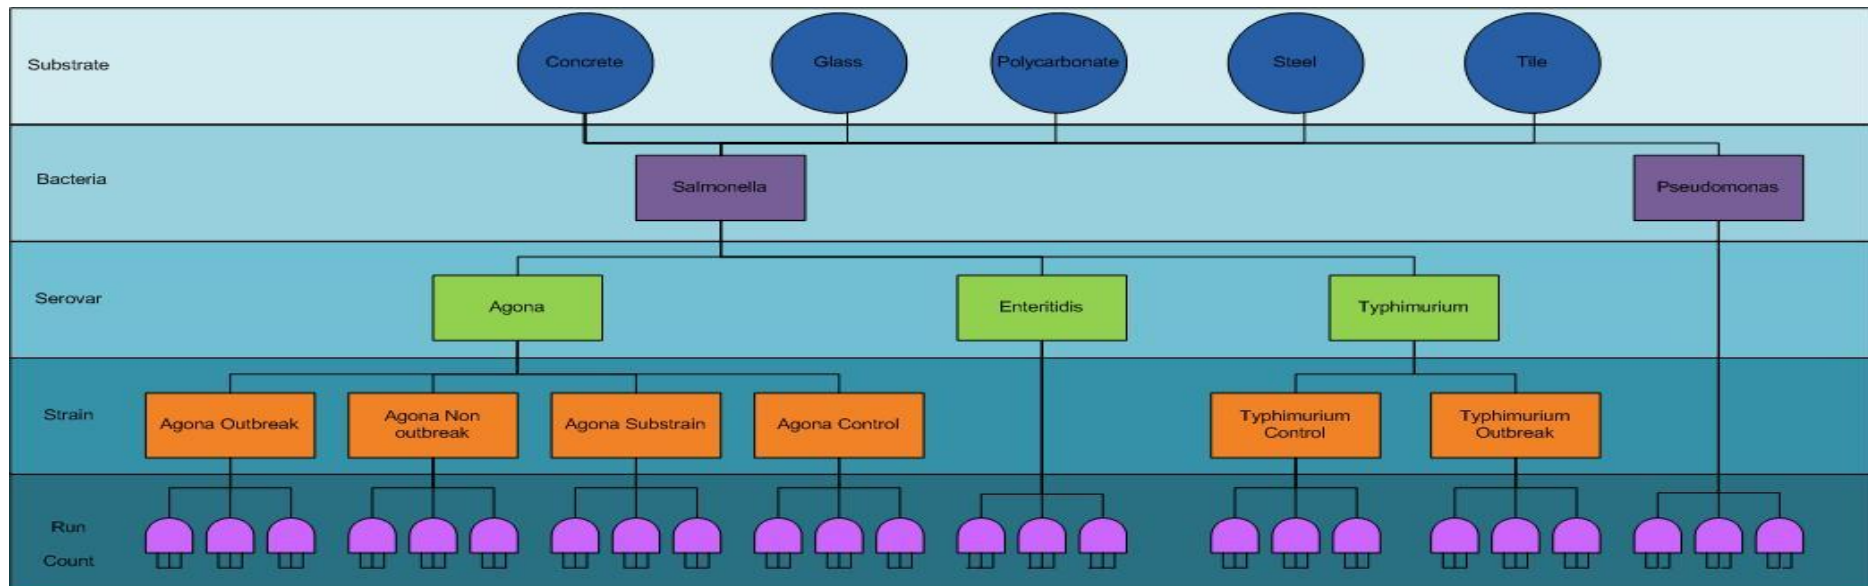 Substrate
Concrete
Glass
Polycarbonate
Steel
Tile
Bacteria
Salmonella
Pseudomonas
Serovar
Agona
Enteritidis
Typhimurium
Strain
Agona Outbreak
Agona Non
outbreak
Agona Substrain
Agona Control
Typhimurium
Control
Typhimurium
Outbreak
Run
Count